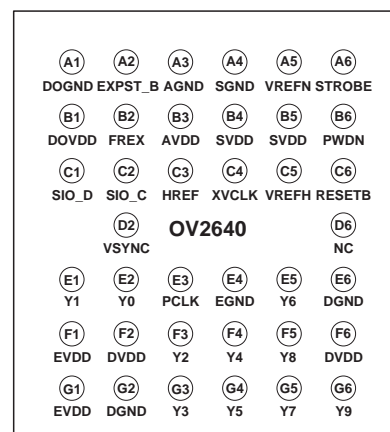 A1 A2 A3 A4 A5 A6
DOGND EXPST_B AGND SGND VREFN STROBE
B1 B2 B3 B4 B5 B6
DOVDD FREX AVDD SVDD SVDD PWDN
C1 C2 C3 C4 C5 C6
SIO_D SIO_C HREF XVCLK VREFH RESETB
D2 OV2640 D6
VSYNC NC
E1 E2 E3 E4 E5 E6
Y1 Y0 PCLK EGND Y6 DGND
F1 F2 F3 F4 F5 F6
EVDD DVDD Y2 Y4 Y8 DVDD
G1 G2 G3 G4 G5 G6
EVDD DGND Y3 Y5 Y7 Y9